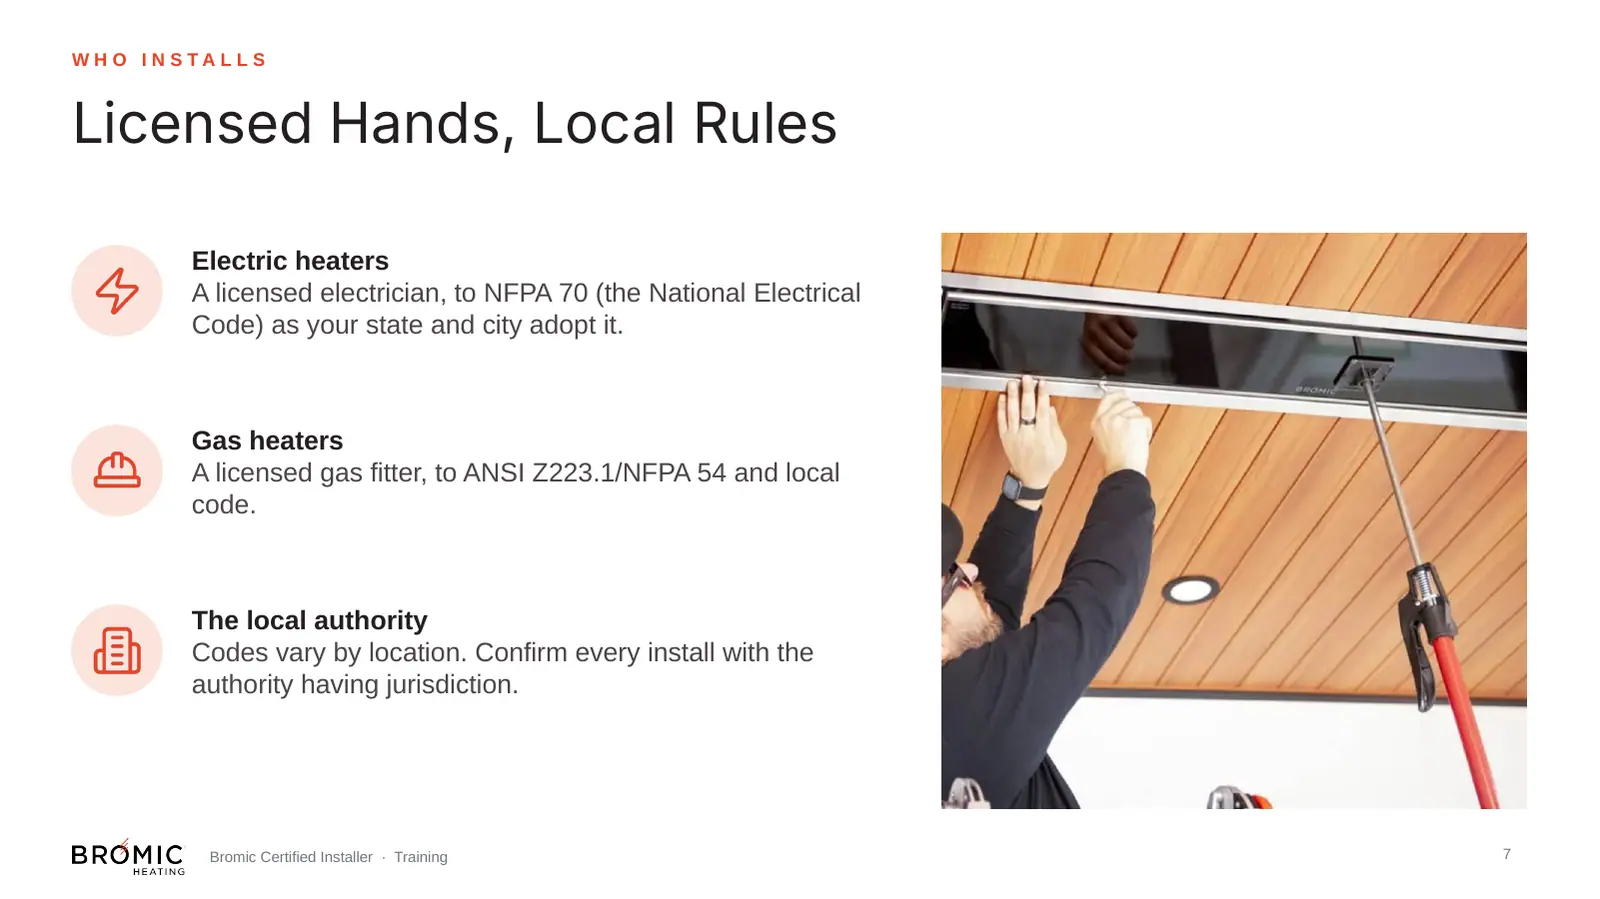 WHO INSTALLS
Licensed Hands, Local Rules
Electric heaters
A licensed electrician, to NFPA 70 (the National Electrical
Code) as your state and city adopt it.
Gas heaters
A licensed gas fitter, to ANSI Z223.1/NFPA 54 and local
code.
The local authority
Codes vary by location. Confirm every install with the
authority having jurisdiction.
BROMIC
BROMIC
HEATING
Bromic Certified Installer · Training
7